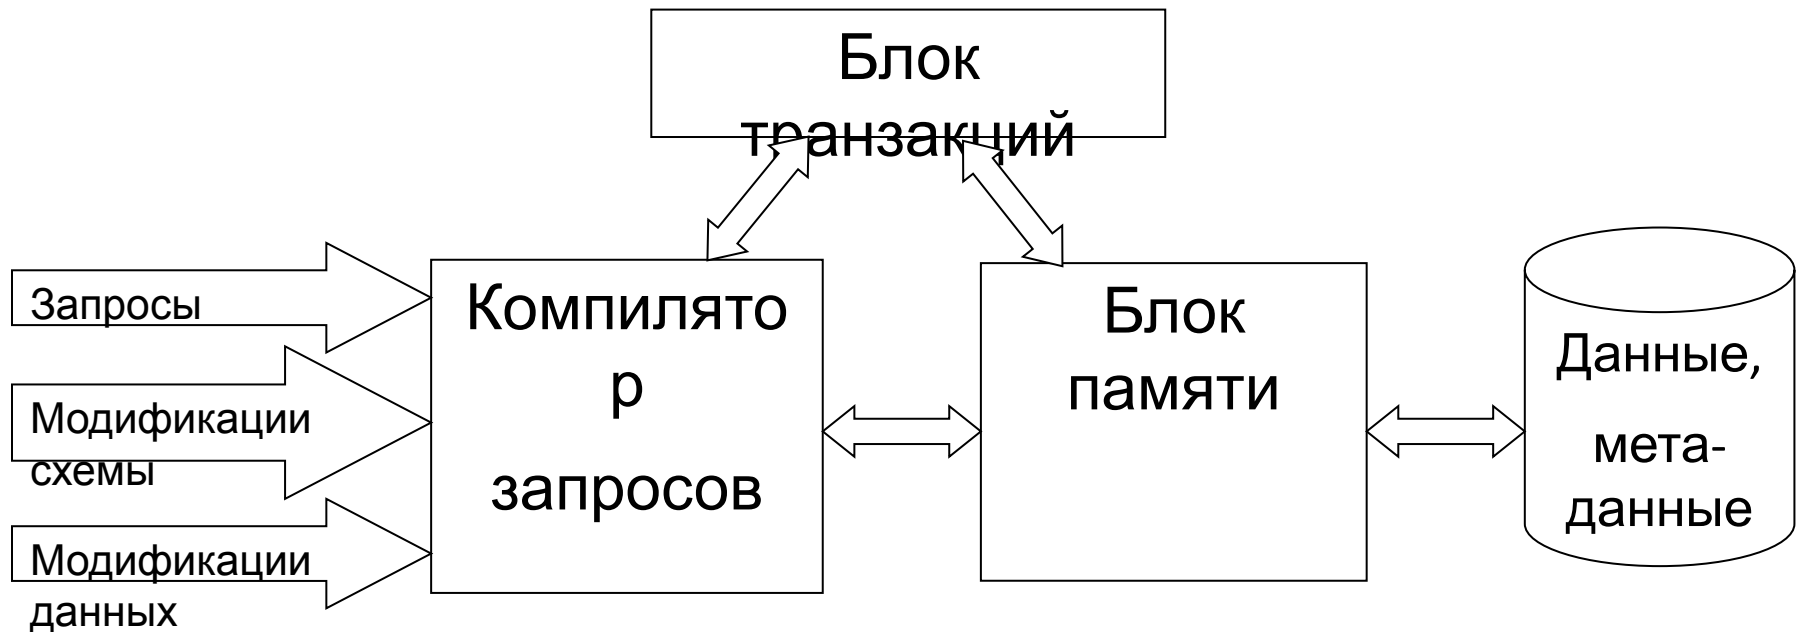 Блок
транзакций
Запросы
Модификации
схемы
Модификации
данных
Компилято
р
запросов
Блок
памяти
Данные,
мета-
данные